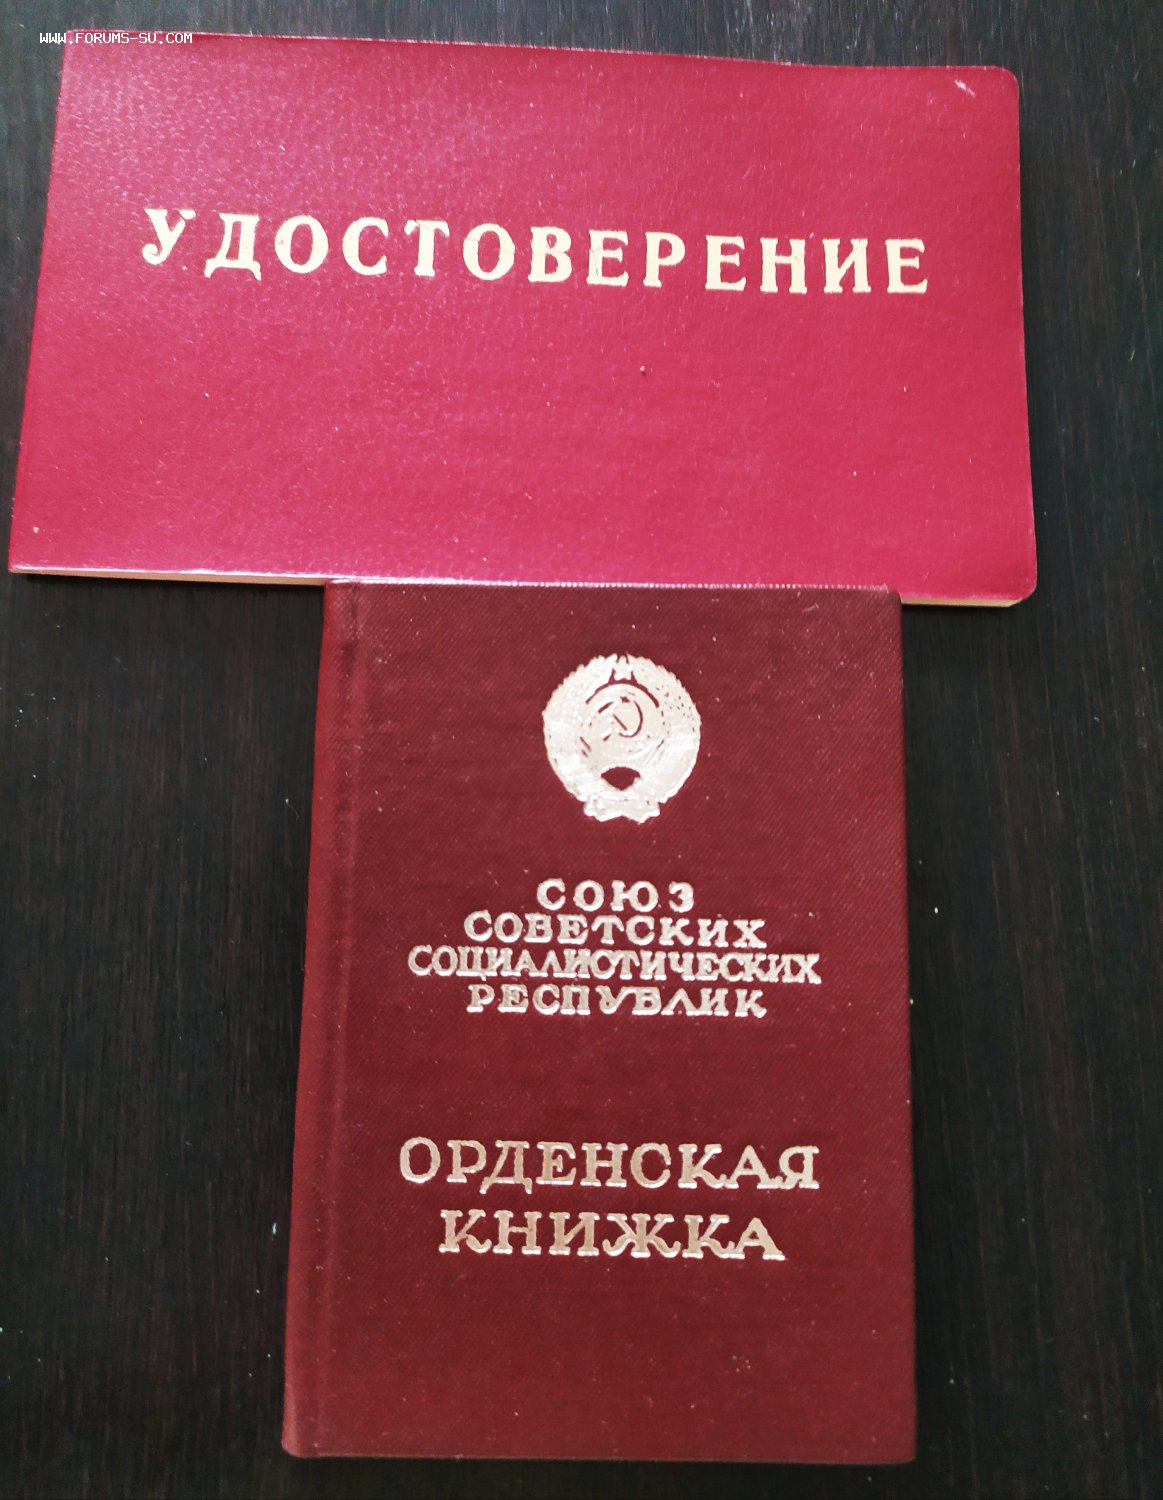 WWW.FORUMS-SU.COM
УДОСТОВЕРЕНИЕ
СОЮЗ
СОВЕТСКИХ
СОЦИАЛИСТИЧЕСКИХ
РЕСПУБЛИК
ОРДЕНСКАЯ
КНИЖКА